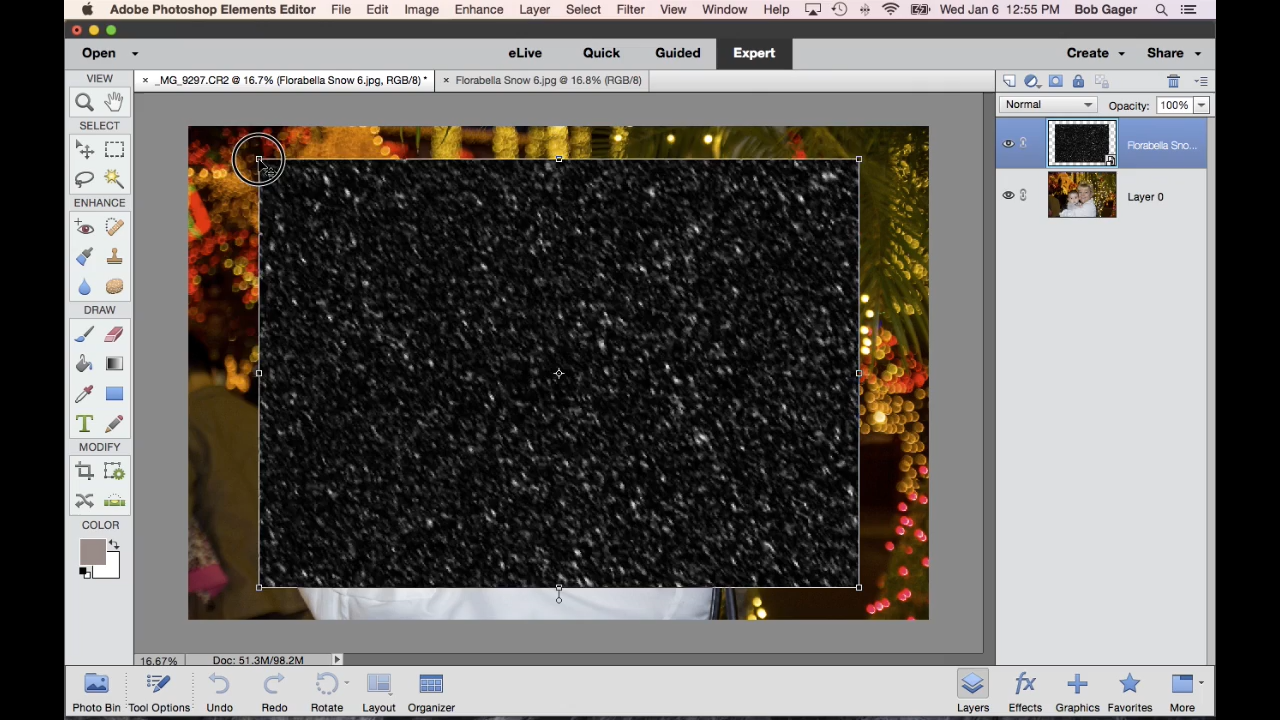 Adobe Photoshop Elements Editor File Edit Image Enhance Layer Select Filter View Window Help Wed Jan 6 12:55 PM Bob Gager
Open eLive Quick Guided Expert Create Share
VIEW × _MG_9297.CR2 @ 16.7% (Florabella Snow 6.jpg, RGB/8) * × Florabella Snow 6.jpg @ 16.8% (RGB/8)
Normal Opacity: 100%
SELECT
Florabella Sno...
Layer 0
ENHANCE
DRAW
T
MODIFY
COLOR
16.67% Doc: 51.3M/98.2M
Photo Bin Tool Options Undo Redo Rotate Layout Organizer Layers fx Effects Graphics Favorites More